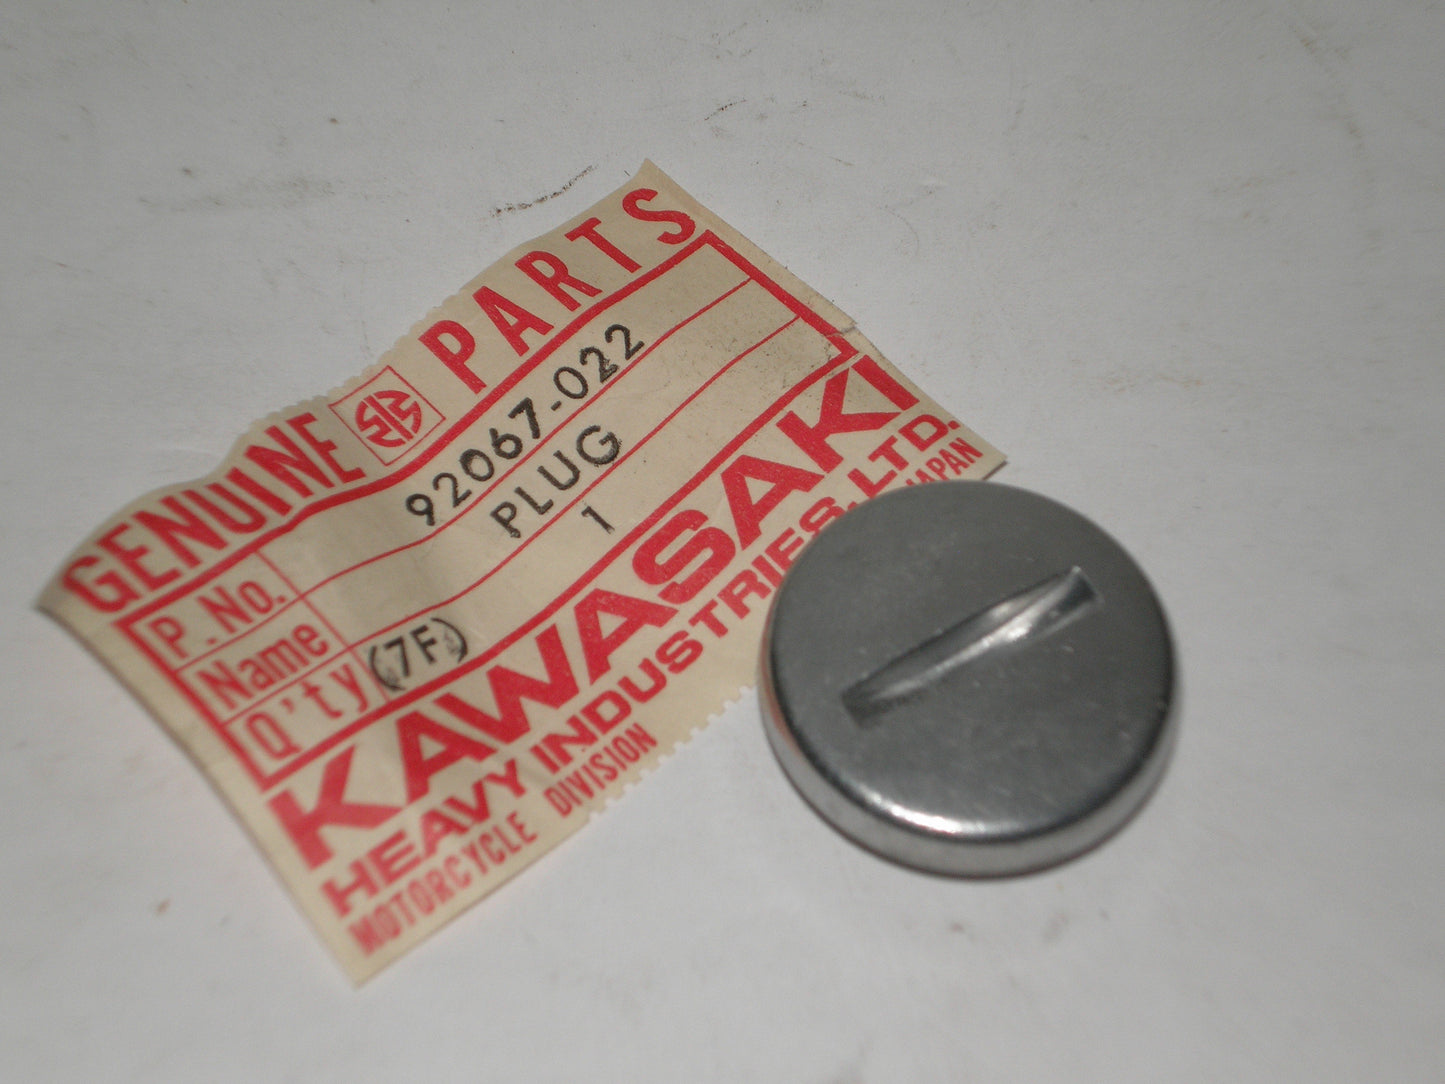 GENUINE PARTS
P.No. 92067-022
Name PLUG
Q'ty (7F) 1
KAWASAKI
HEAVY INDUSTRIES, LTD.
MOTORCYCLE DIVISION JAPAN